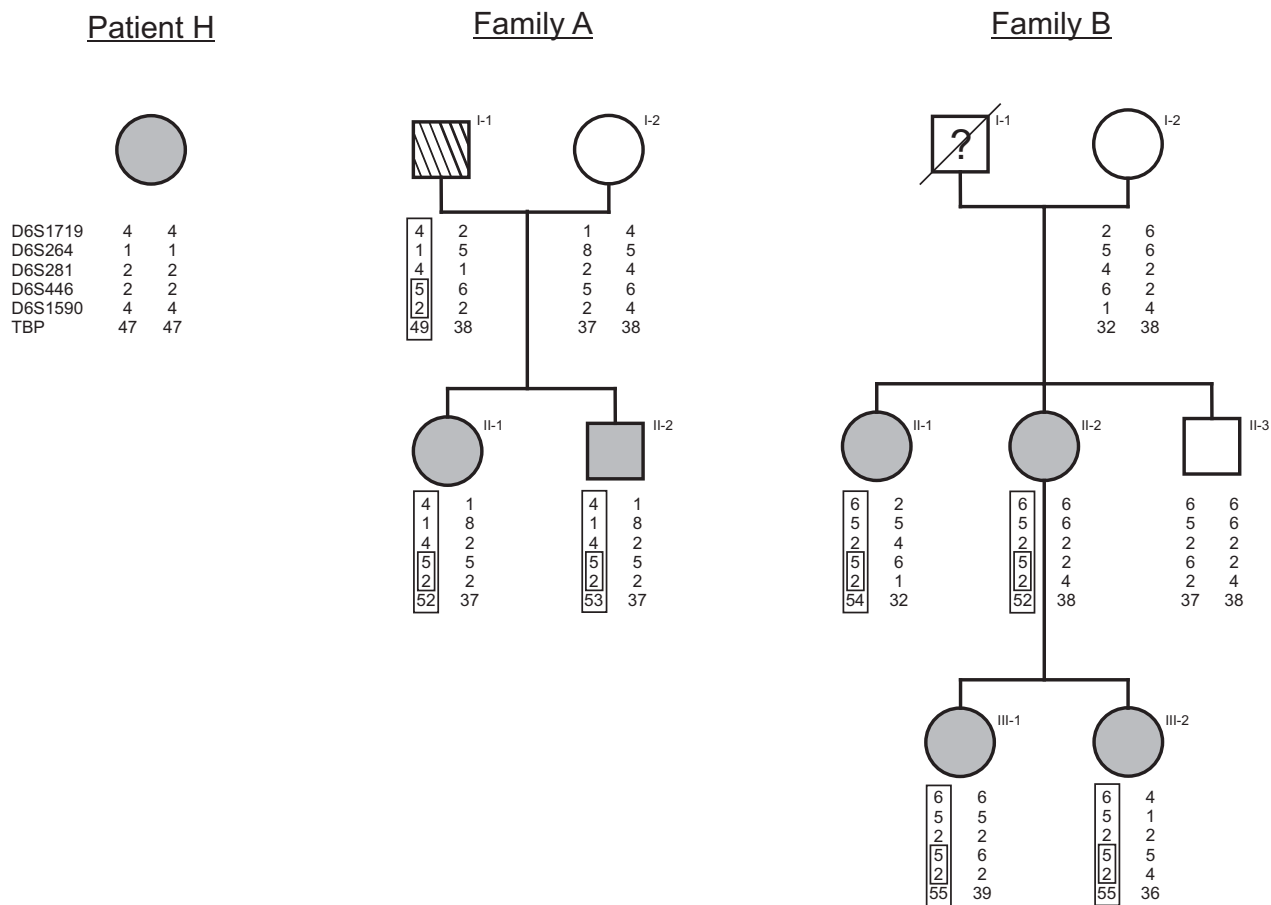 Patient H
Family A
Family B
I-1
I-2
?
I-1
I-2
D6S1719 4 4
D6S264 1 1
D6S281 2 2
D6S446 2 2
D6S1590 4 4
TBP 47 47
4 2 1 4
1 5 8 5
4 1 2 4
5 6 5 6
2 2 2 4
49 38 37 38
2 6
5 6
4 2
6 2
1 4
32 38
II-1
II-2
II-1
II-2
II-3
4 1 4 1
1 8 1 8
4 2 4 2
5 5 5 5
2 2 2 2
52 37 53 37
6 2 6 6 6 6
5 5 5 6 5 6
2 4 2 2 2 2
5 6 5 2 6 2
2 1 2 4 2 4
54 32 52 38 37 38
III-1
III-2
6 6 6 4
5 5 5 1
2 2 2 2
5 6 5 5
2 2 2 4
55 39 55 36